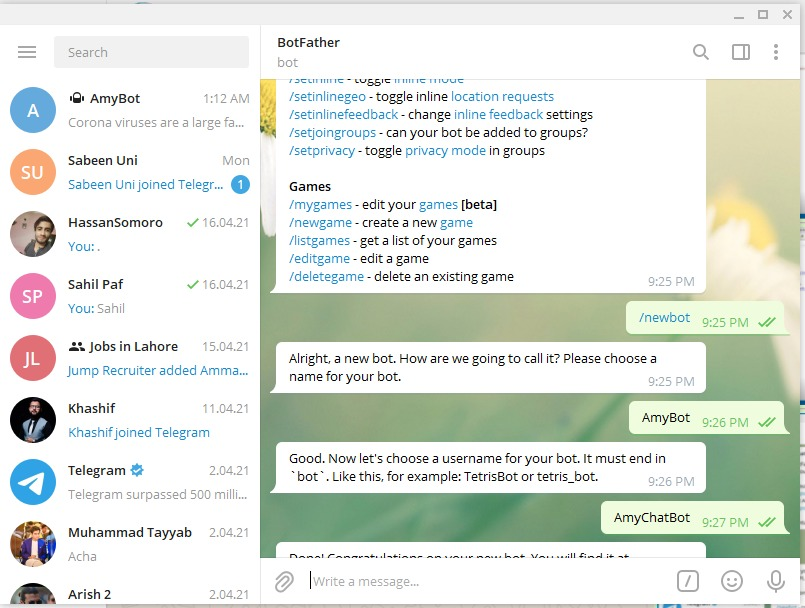 Search
A
AmyBot
1:12 AM
Corona viruses are a large fa...
SU
Sabeen Uni
Mon
Sabeen Uni joined Telegr...
1
HassanSomoro
16.04.21
You: .
SP
Sahil Paf
16.04.21
You: Sahil
JL
Jobs in Lahore
15.04.21
Jump Recruiter added Amma...
Khashif
11.04.21
Khashif joined Telegram
Telegram
2.04.21
Telegram surpassed 500 milli...
Muhammad Tayyab
2.04.21
Acha
Arish 2
2.04.21
BotFather
bot
/setinline - toggle inline mode
/setinlinegeo - toggle inline location requests
/setinlinefeedback - change inline feedback settings
/setjoingroups - can your bot be added to groups?
/setprivacy - toggle privacy mode in groups
Games
/mygames - edit your games [beta]
/newgame - create a new game
/listgames - get a list of your games
/editgame - edit a game
/deletegame - delete an existing game
9:25 PM
/newbot
9:25 PM
Alright, a new bot. How are we going to call it? Please choose a
name for your bot.
9:25 PM
AmyBot
9:26 PM
Good. Now let's choose a username for your bot. It must end in
`bot`. Like this, for example: TetrisBot or tetris_bot.
9:26 PM
AmyChatBot
9:27 PM
Done! Congratulations on your new bot. You will find it at
Write a message...